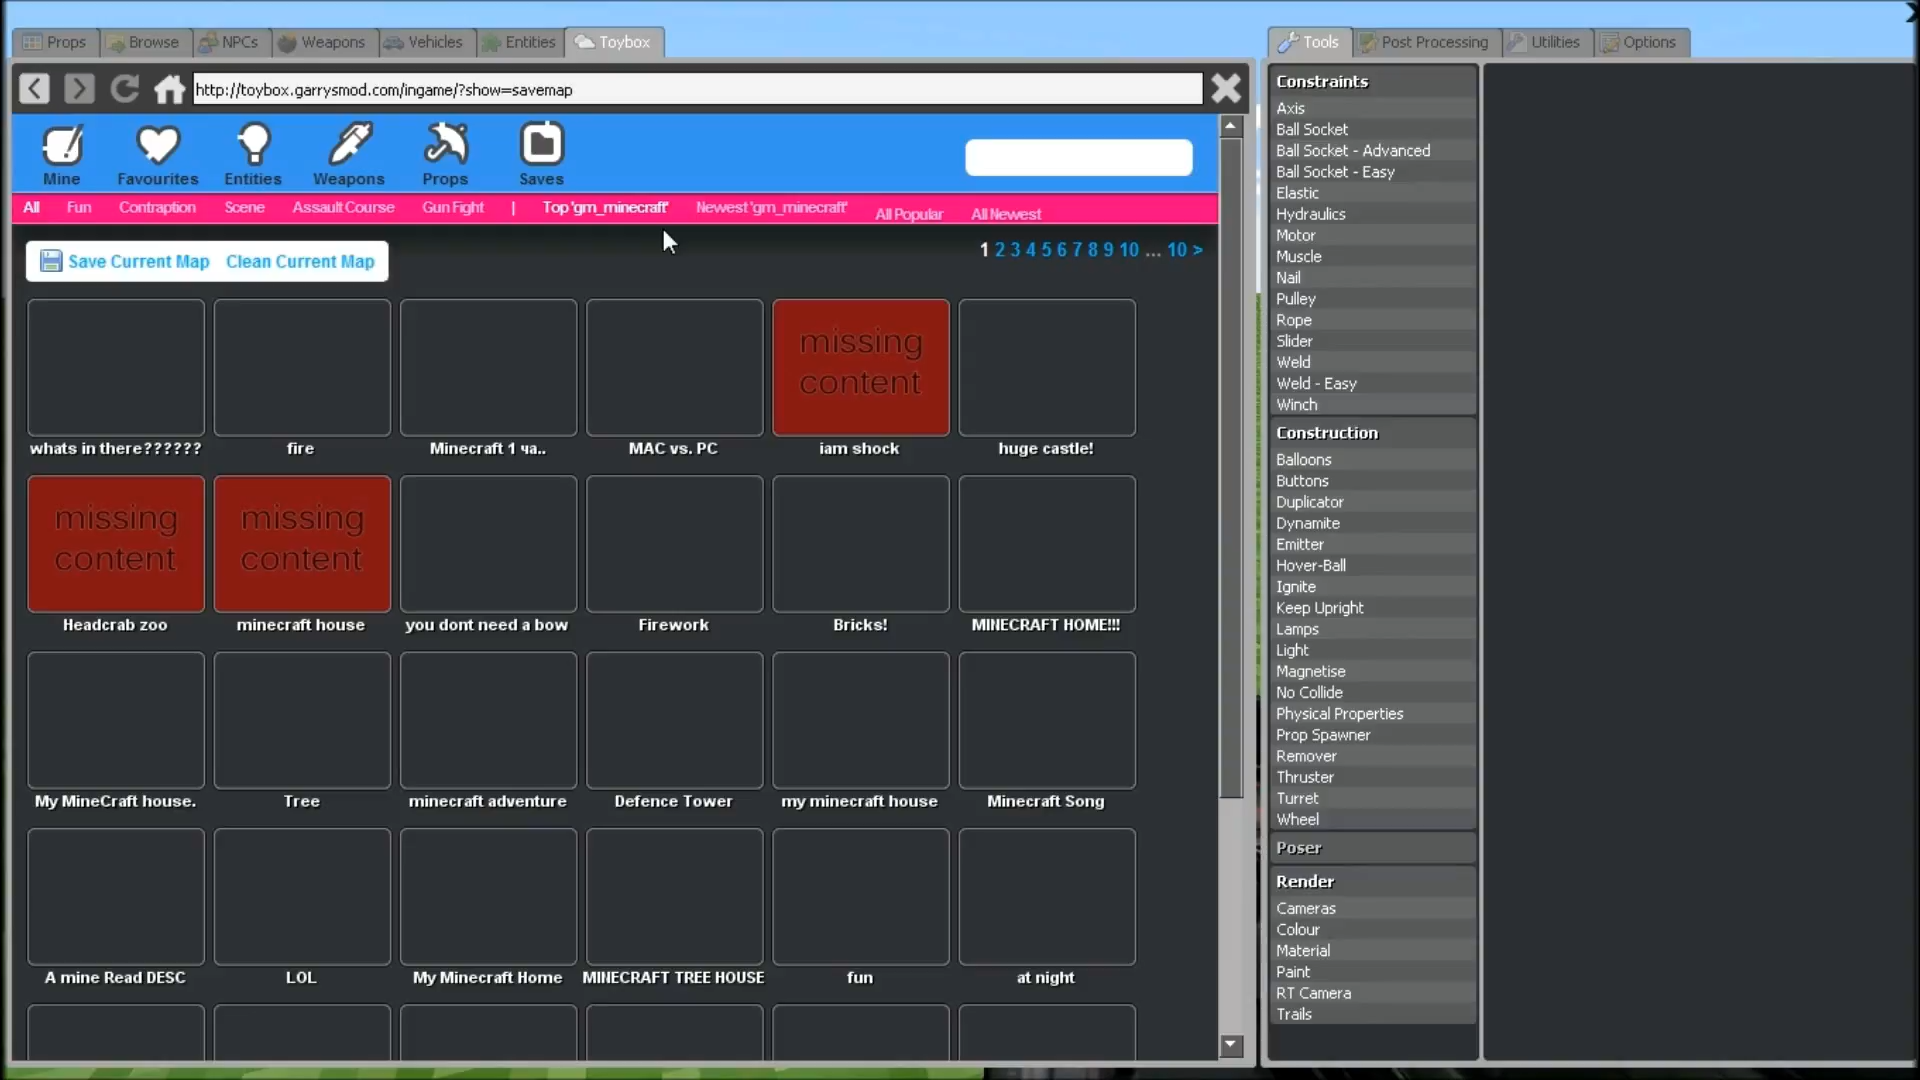 Props Browse NPCs Weapons Vehicles Entities Toybox
Tools Post Processing Utilities Options
http://toybox.garrysmod.com/ingame/?show=savemap
Mine Favourites Entities Weapons Props Saves
All Fun Contraption Scene Assault Course Gun Fight | Top 'gm_minecraft' Newest 'gm_minecraft' All Popular All Newest
Save Current Map Clean Current Map
1 2 3 4 5 6 7 8 9 10 ... 10 >
missing
content
whats in there?????? fire Minecraft 1 ча.. MAC vs. PC iam shock huge castle!
missing missing
content content
Headcrab zoo minecraft house you dont need a bow Firework Bricks! MINECRAFT HOME!!!
My MineCraft house. Tree minecraft adventure Defence Tower my minecraft house Minecraft Song
A mine Read DESC LOL My Minecraft Home MINECRAFT TREE HOUSE fun at night
Constraints
Axis
Ball Socket
Ball Socket - Advanced
Ball Socket - Easy
Elastic
Hydraulics
Motor
Muscle
Nail
Pulley
Rope
Slider
Weld
Weld - Easy
Winch
Construction
Balloons
Buttons
Duplicator
Dynamite
Emitter
Hover-Ball
Ignite
Keep Upright
Lamps
Light
Magnetise
No Collide
Physical Properties
Prop Spawner
Remover
Thruster
Turret
Wheel
Poser
Render
Cameras
Colour
Material
Paint
RT Camera
Trails